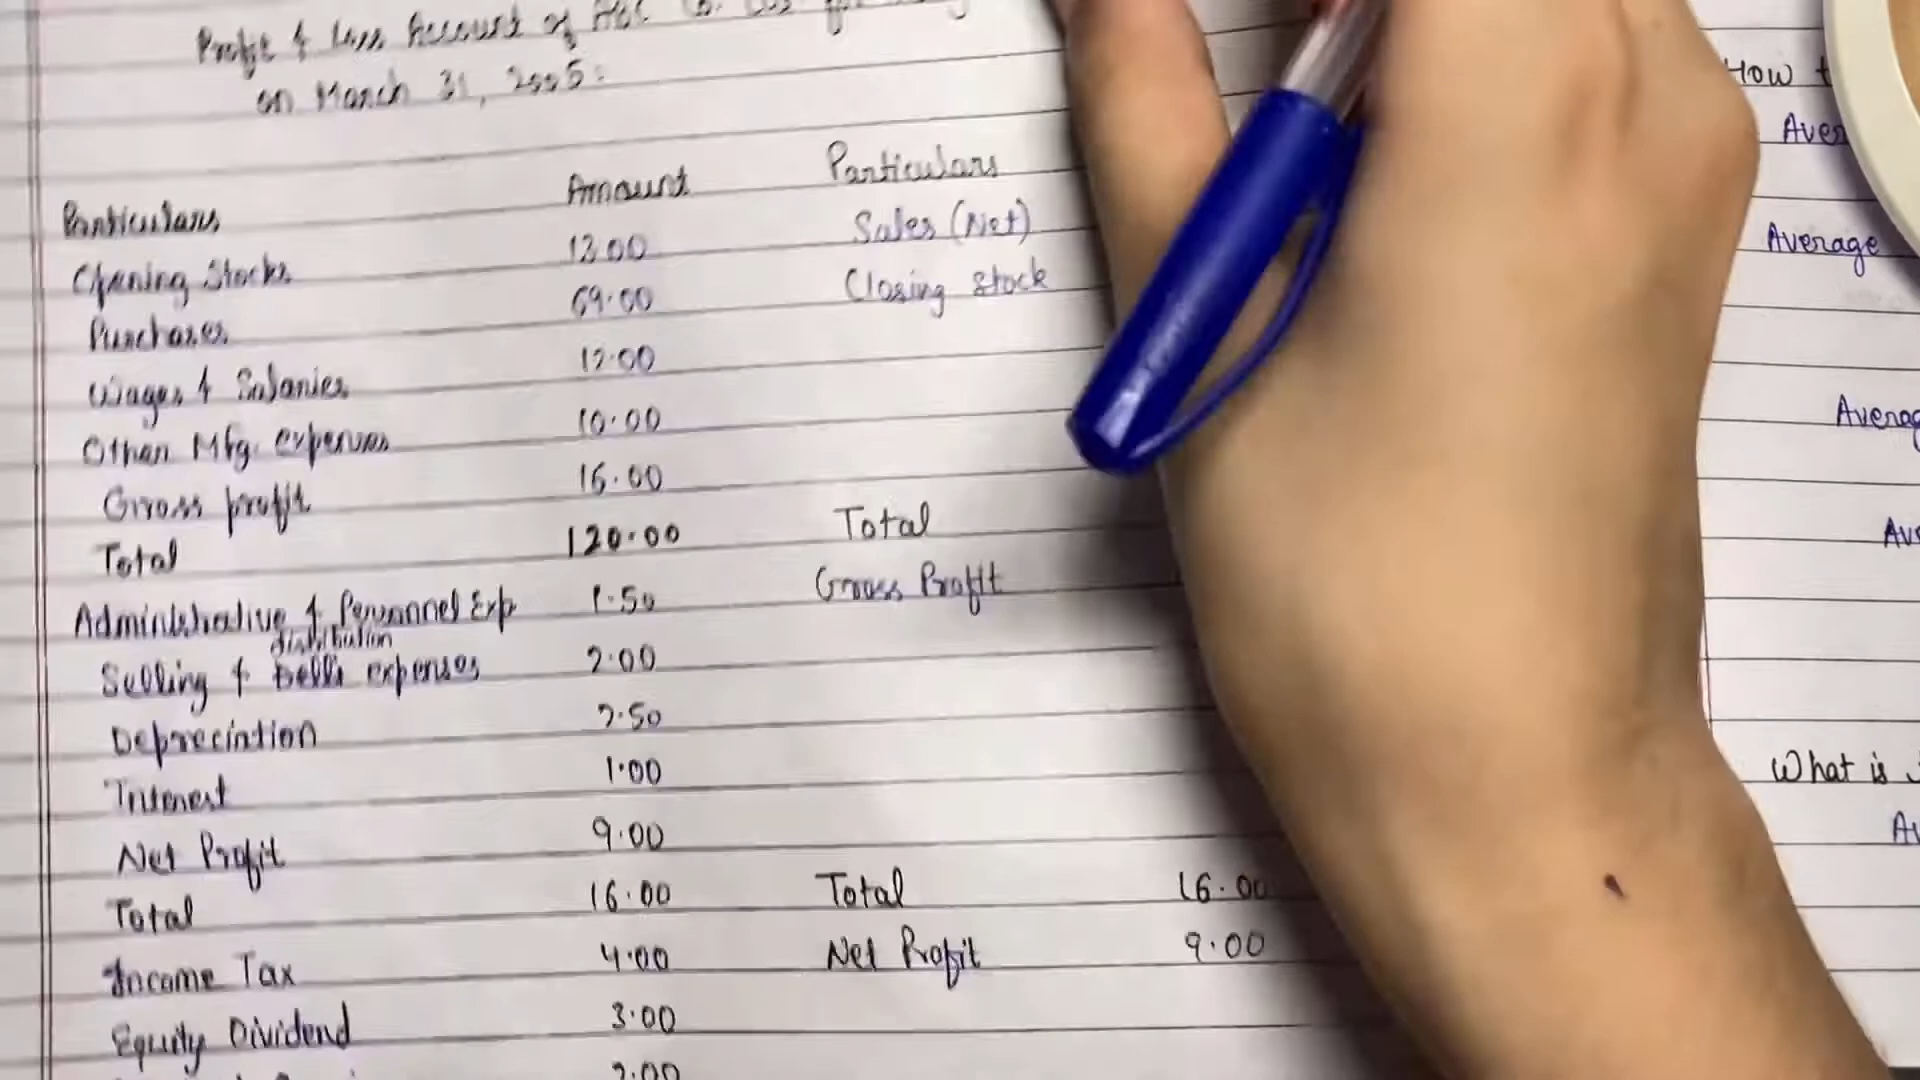 Profit & Loss Account of
on March 31, 2005:
Particulars Amount Particulars
Opening Stocks 13.00 Sales (Net)
Purchases 69.00 Closing Stock
Wages & Salaries 12.00
Other Mfg. expenses 10.00
Gross profit 16.00
Total 120.00 Total
Administrative & Personnel Exp 1.50 Gross Profit
distribution
Selling & expenses 2.00
Depreciation 2.50
Interest 1.00
Net Profit 9.00
Total 16.00 Total 16.00
Income Tax 4.00 Net Profit 9.00
Equity Dividend 3.00
2.00
How
Average
What is